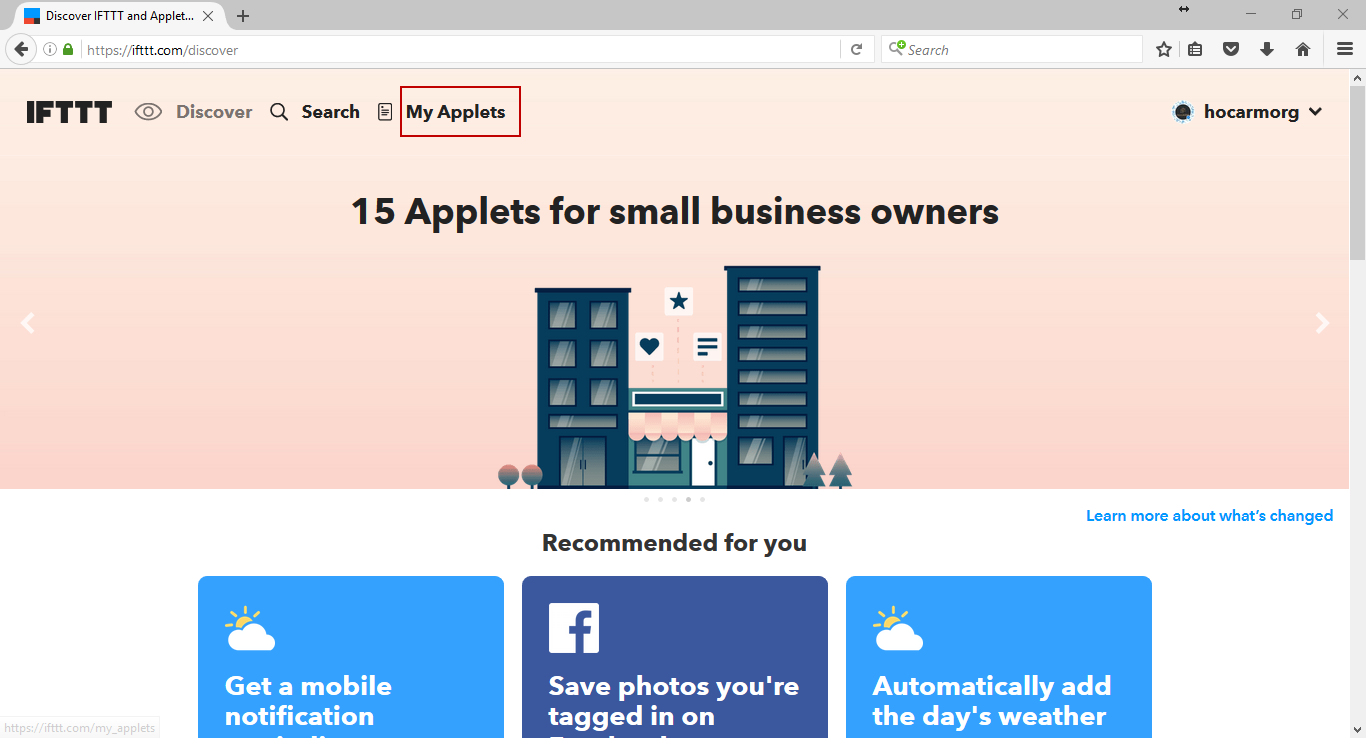 Discover IFTTT and Applet...
https://ifttt.com/discover
Search
IFTTT Discover Search My Applets hocarmorg
15 Applets for small business owners
Learn more about what's changed
Recommended for you
Get a mobile notification
Save photos you're tagged in on
Automatically add the day's weather
https://ifttt.com/my_applets